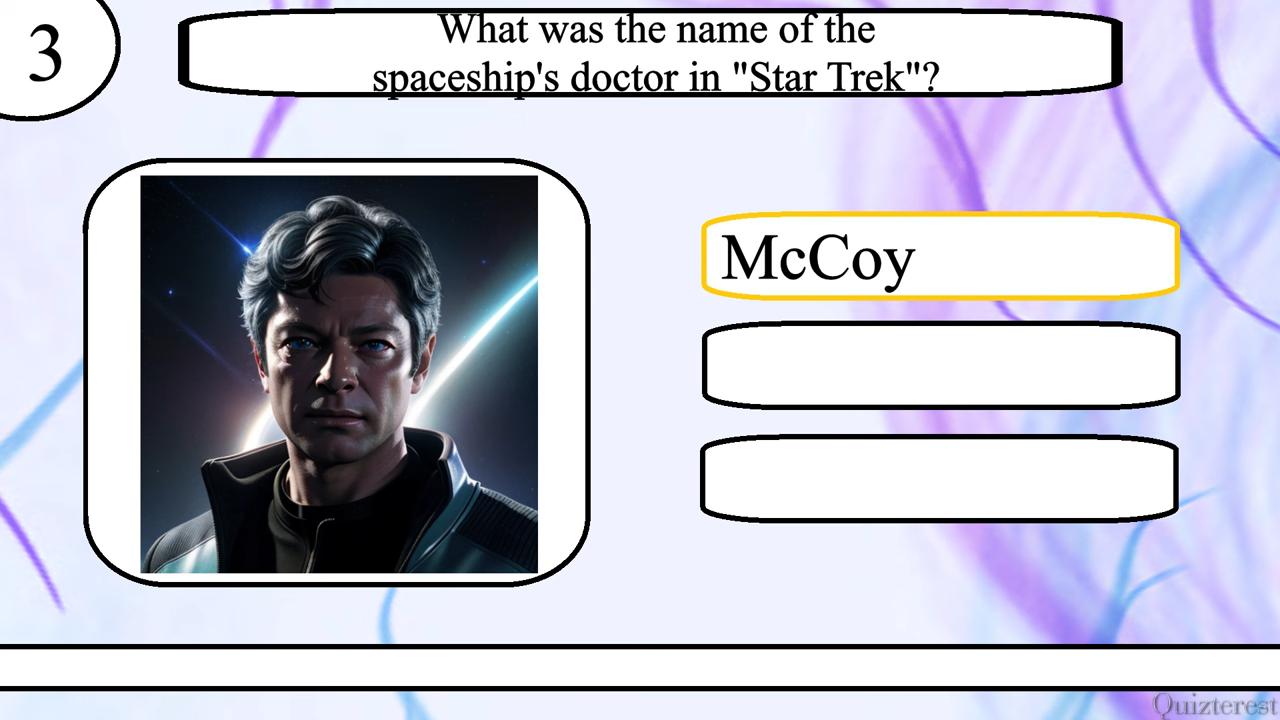 3
What was the name of the
spaceship's doctor in "Star Trek"?
McCoy
Quizterest